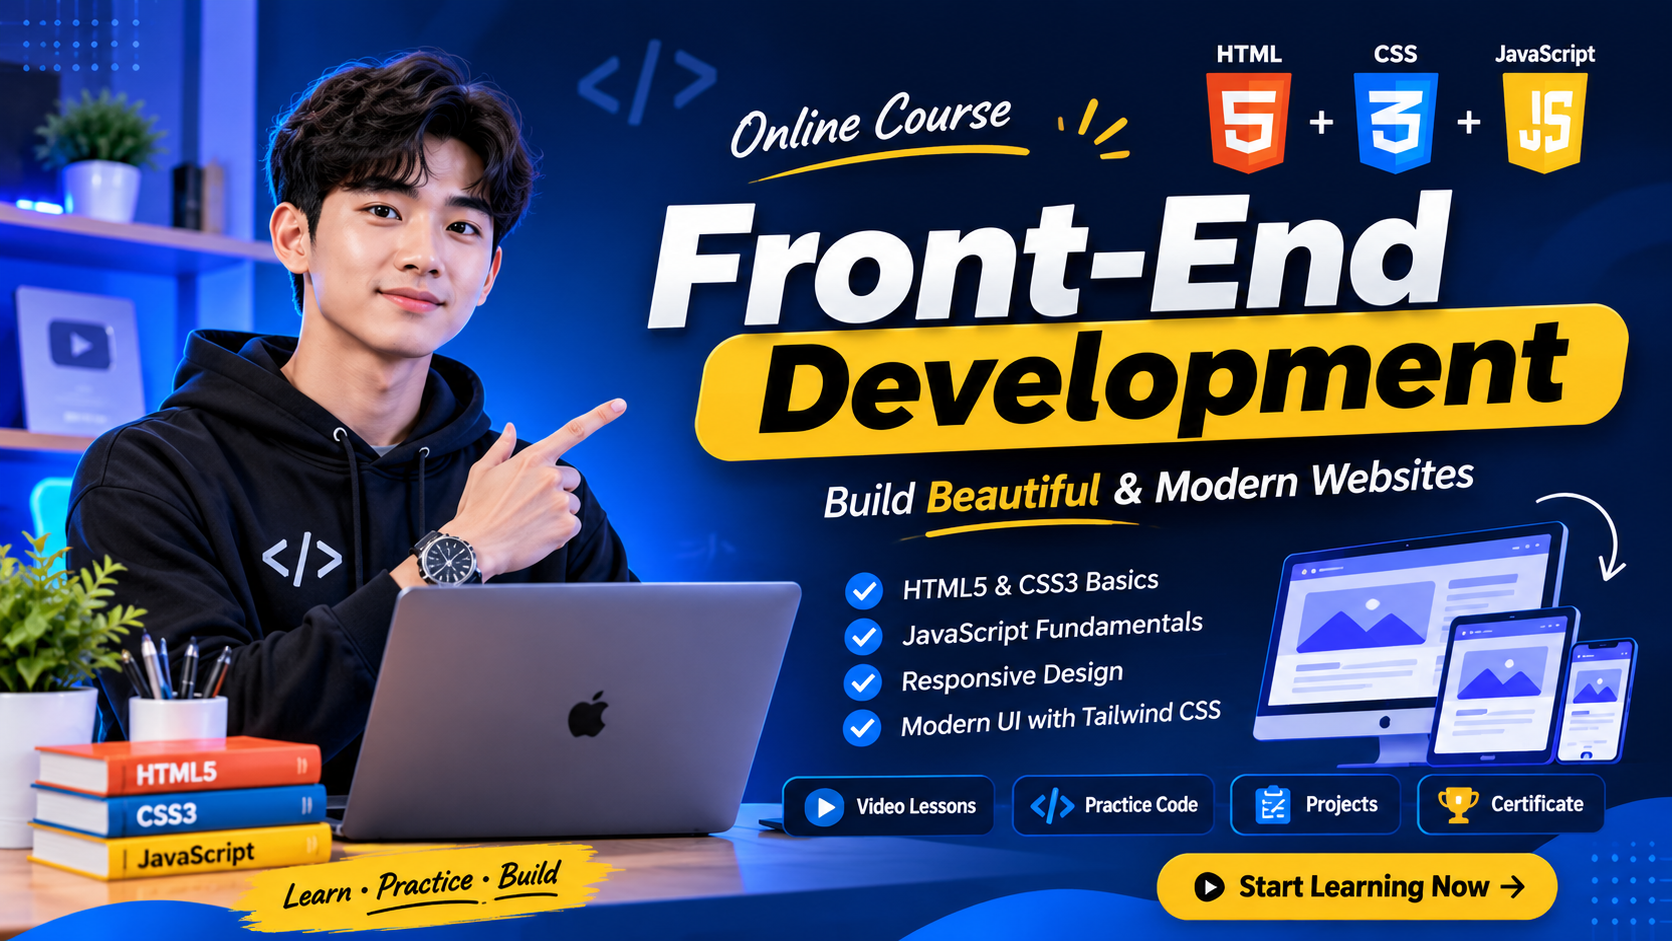 HTML
CSS
JavaScript
5
+
3
+
JS
</>
Online Course
Front-End
Development
Build Beautiful & Modern Websites
HTML5 & CSS3 Basics
JavaScript Fundamentals
Responsive Design
Modern UI with Tailwind CSS
</>
HTML5
CSS3
JavaScript
Video Lessons
</> Practice Code
Projects
Certificate
Learn · Practice · Build
Start Learning Now →